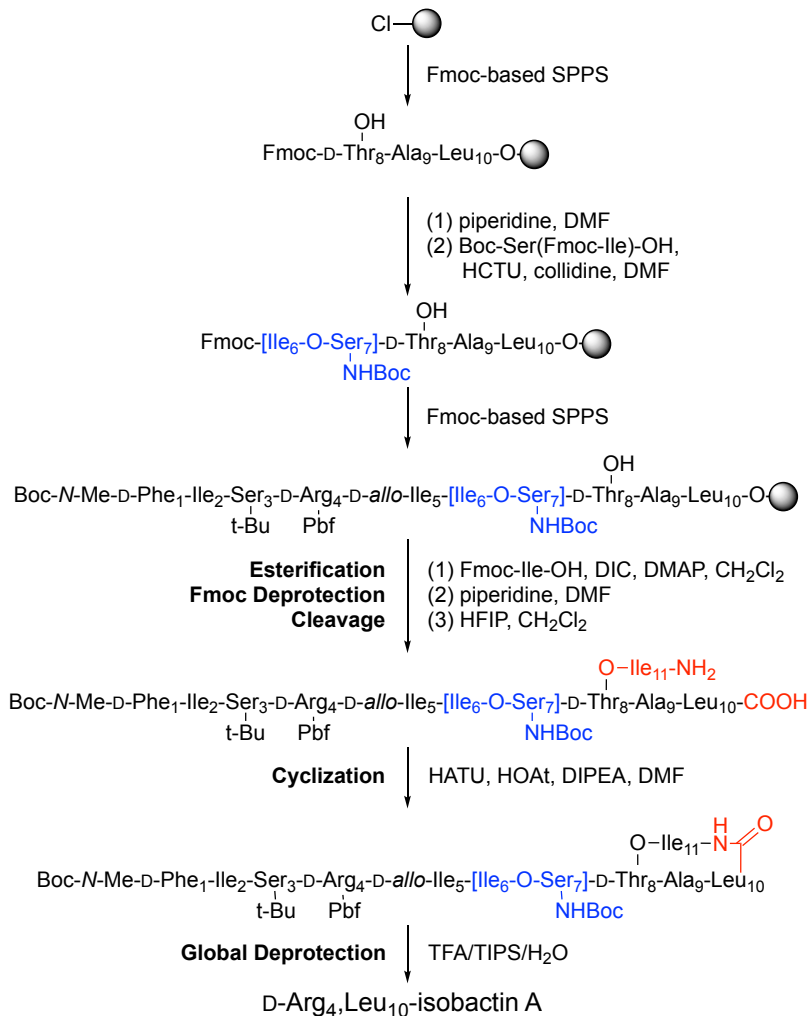 Cl
Fmoc-based SPPS
OH
Fmoc-D-Thr8-Ala9-Leu10-O
(1) piperidine, DMF
(2) Boc-Ser(Fmoc-Ile)-OH,
HCTU, collidine, DMF
OH
Fmoc-[Ile6-O-Ser7]-D-Thr8-Ala9-Leu10-O
NHBoc
Fmoc-based SPPS
OH
Boc-N-Me-D-Phe1-Ile2-Ser3-D-Arg4-D-allo-Ile5-[Ile6-O-Ser7]-D-Thr8-Ala9-Leu10-O
t-Bu Pbf NHBoc
Esterification (1) Fmoc-Ile-OH, DIC, DMAP, CH2Cl2
Fmoc Deprotection (2) piperidine, DMF
Cleavage (3) HFIP, CH2Cl2
O-Ile11-NH2
Boc-N-Me-D-Phe1-Ile2-Ser3-D-Arg4-D-allo-Ile5-[Ile6-O-Ser7]-D-Thr8-Ala9-Leu10-COOH
t-Bu Pbf NHBoc
Cyclization HATU, HOAt, DIPEA, DMF
H O
O-Ile11-N
Boc-N-Me-D-Phe1-Ile2-Ser3-D-Arg4-D-allo-Ile5-[Ile6-O-Ser7]-D-Thr8-Ala9-Leu10
t-Bu Pbf NHBoc
Global Deprotection TFA/TIPS/H2O
D-Arg4,Leu10-isobactin A